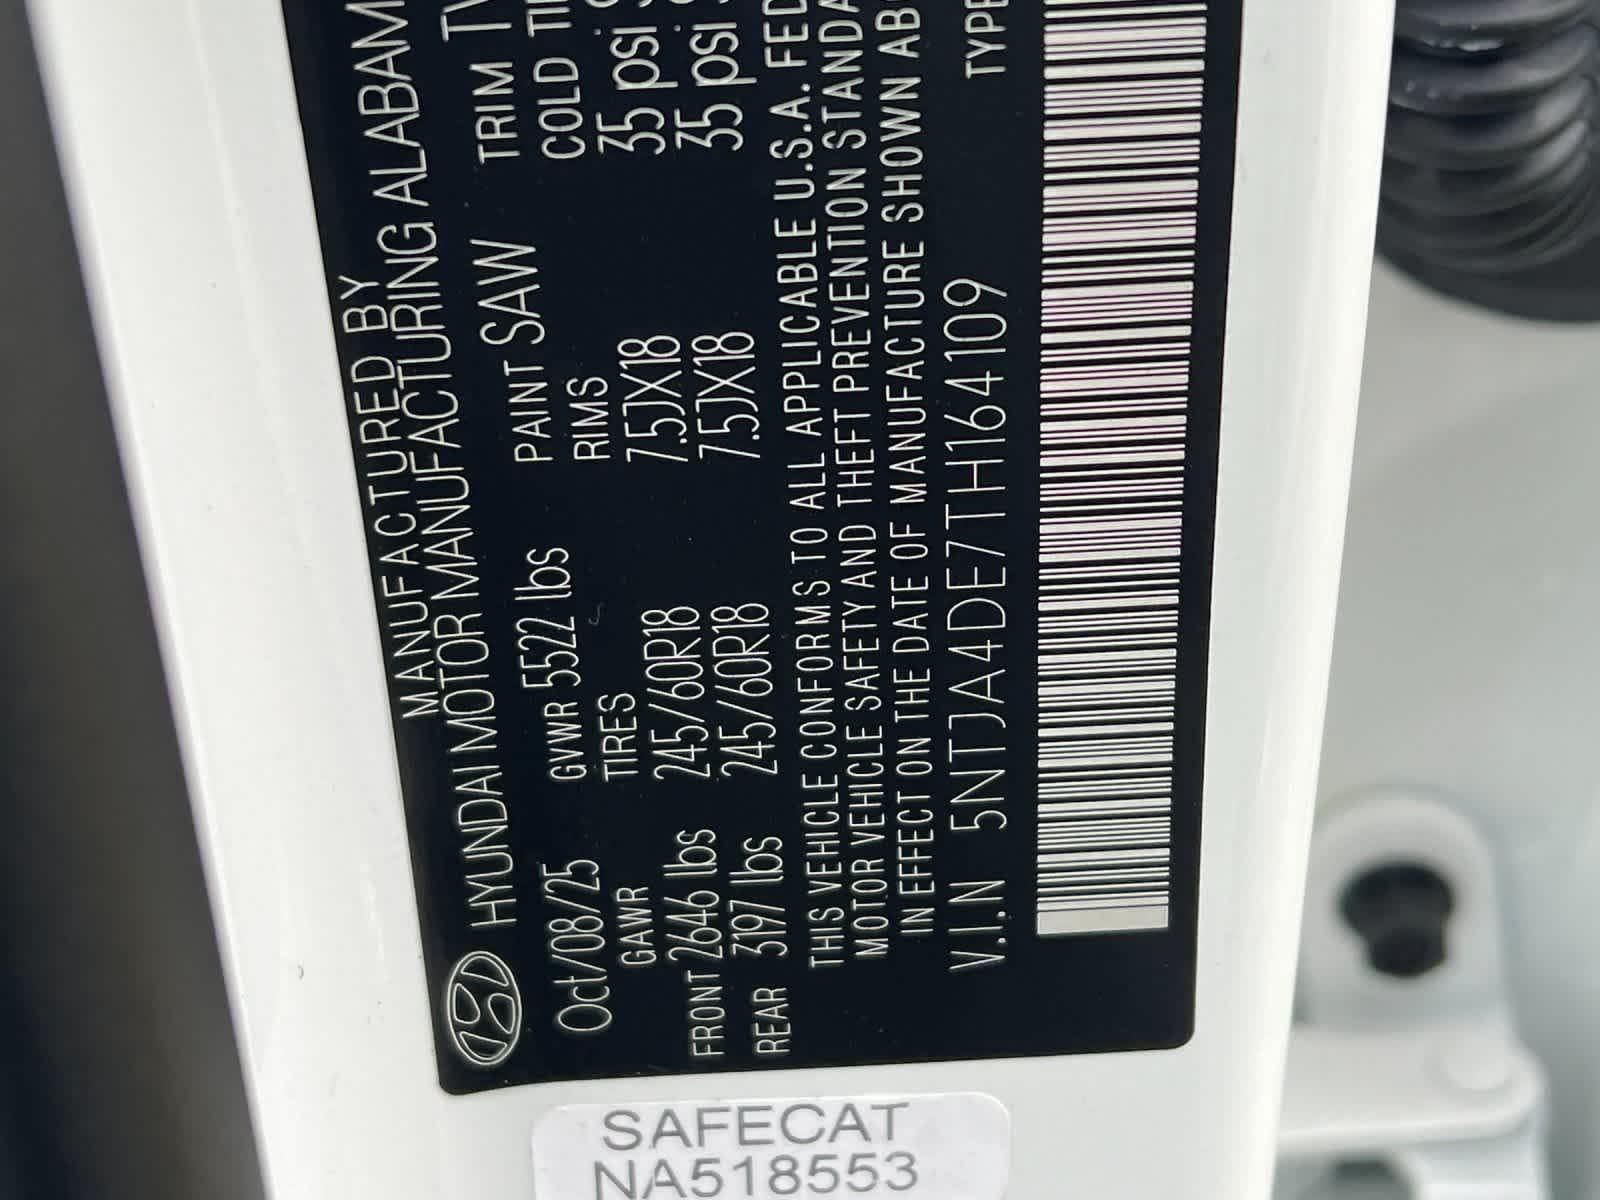 MANUFACTURED BY
HYUNDAI MOTOR MANUFACTURING ALABAM
Oct/08/25 GVWR 5522 lbs PAINT SAW TRIM TV
GAWR TIRES RIMS COLD TI
FRONT 2646 lbs 245/60R18 7.5JX18 35 psi
REAR 3197 lbs 245/60R18 7.5JX18 35 psi
THIS VEHICLE CONFORMS TO ALL APPLICABLE U.S.A. FED
MOTOR VEHICLE SAFETY AND THEFT PREVENTION STANDA
IN EFFECT ON THE DATE OF MANUFACTURE SHOWN AB
V.I.N 5NTJA4DE7TH164109 TYPE
SAFECAT
NA518553